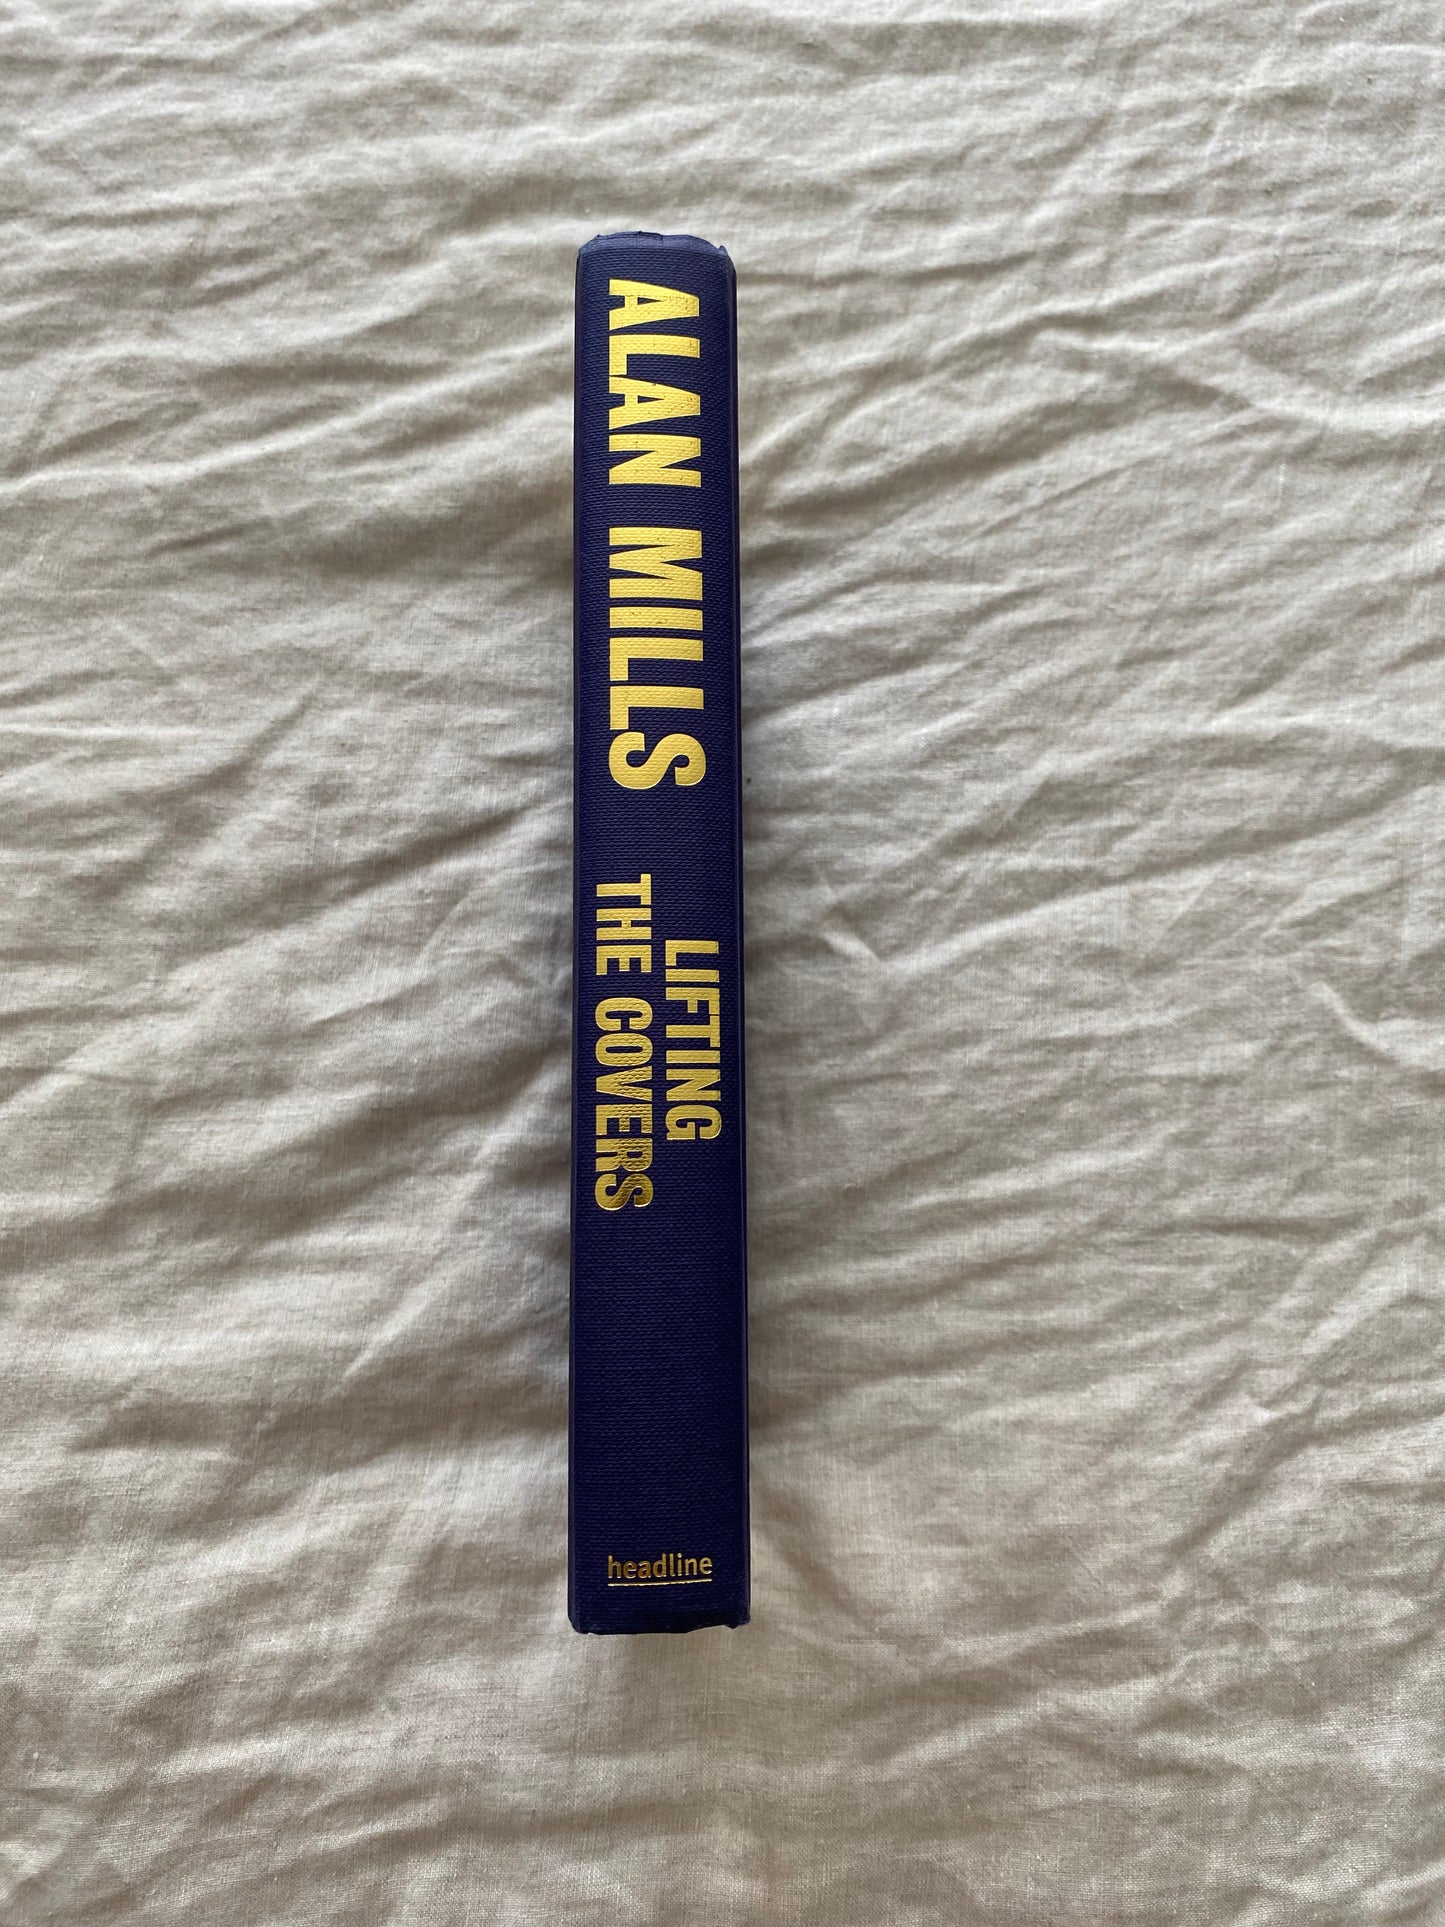 ALAN MILLS
LIFTING
THE COVERS
headline